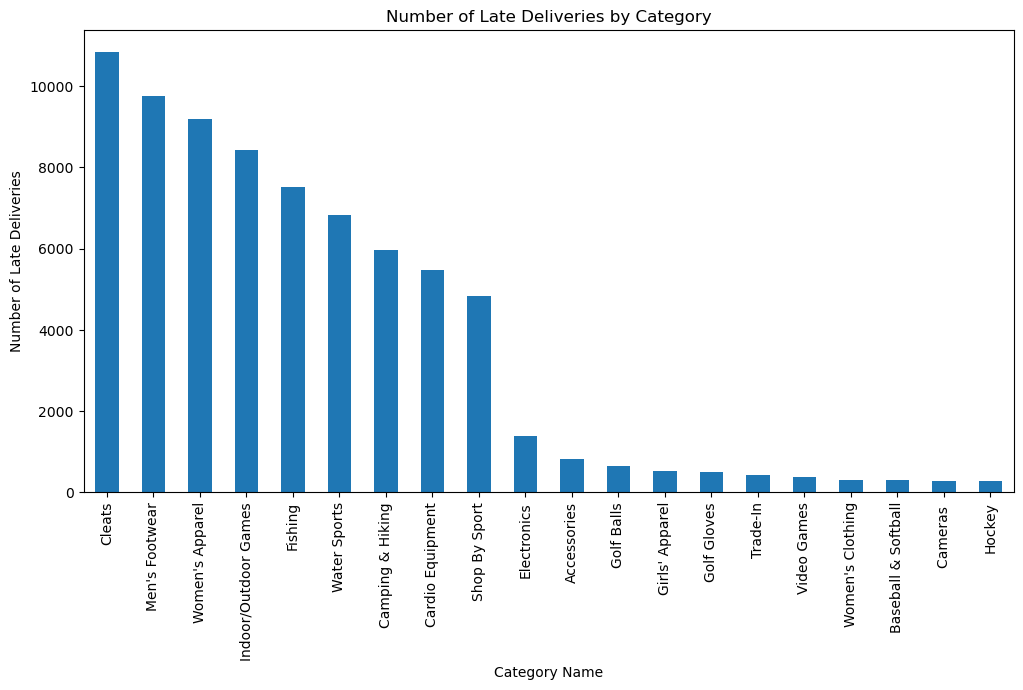 Number of Late Deliveries by Category
Number of Late Deliveries
10000
8000
6000
4000
2000
0
Cleats
Men's Footwear
Women's Apparel
Indoor/Outdoor Games
Fishing
Water Sports
Camping & Hiking
Cardio Equipment
Shop By Sport
Electronics
Accessories
Golf Balls
Girls' Apparel
Golf Gloves
Trade-In
Video Games
Women's Clothing
Baseball & Softball
Cameras
Hockey
Category Name